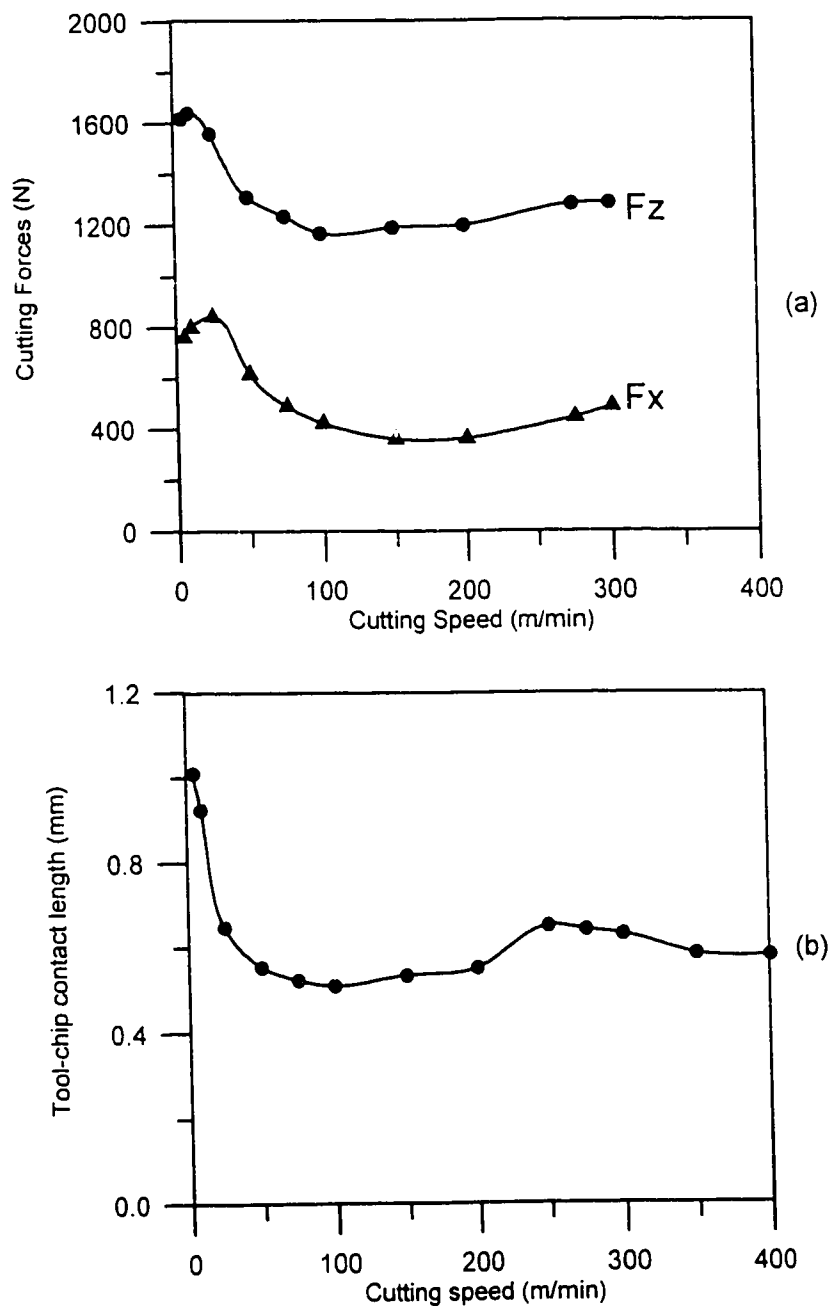 2000
1600
1200
800
400
0
Cutting Forces (N)
Fz
Fx
(a)
0 100 200 300 400
Cutting Speed (m/min)
1.2
0.8
0.4
0.0
Tool-chip contact length (mm)
(b)
0 100 200 300 400
Cutting speed (m/min)